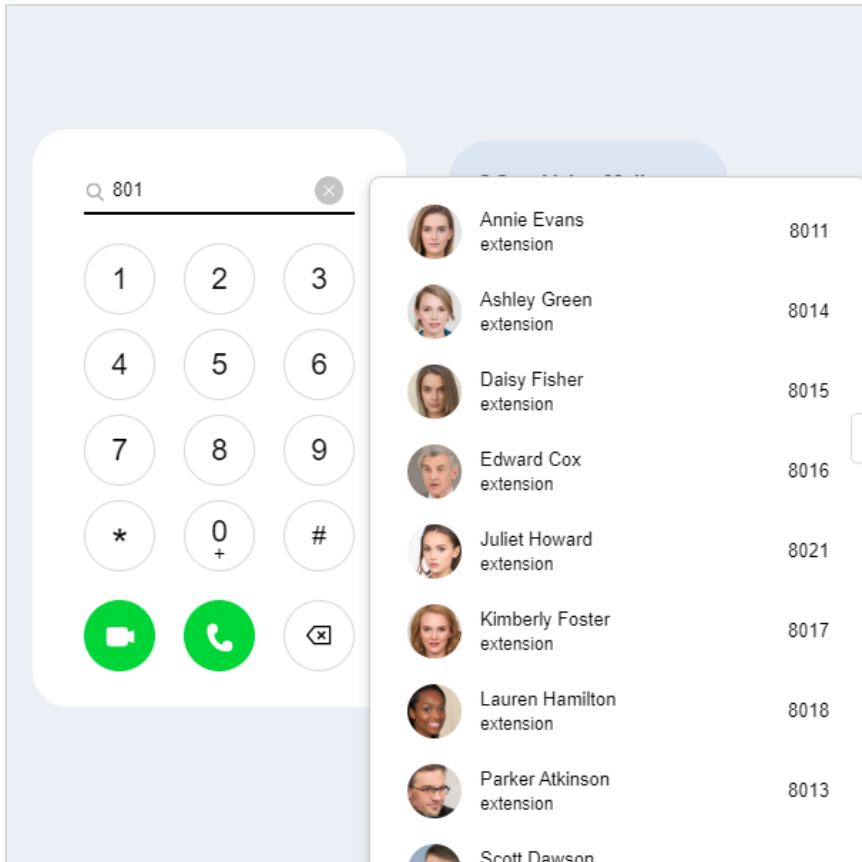 801
1 2 3
4 5 6
7 8 9
* 0 #
+
Annie Evans 8011
extension
Ashley Green 8014
extension
Daisy Fisher 8015
extension
Edward Cox 8016
extension
Juliet Howard 8021
extension
Kimberly Foster 8017
extension
Lauren Hamilton 8018
extension
Parker Atkinson 8013
extension
Scott Dawson